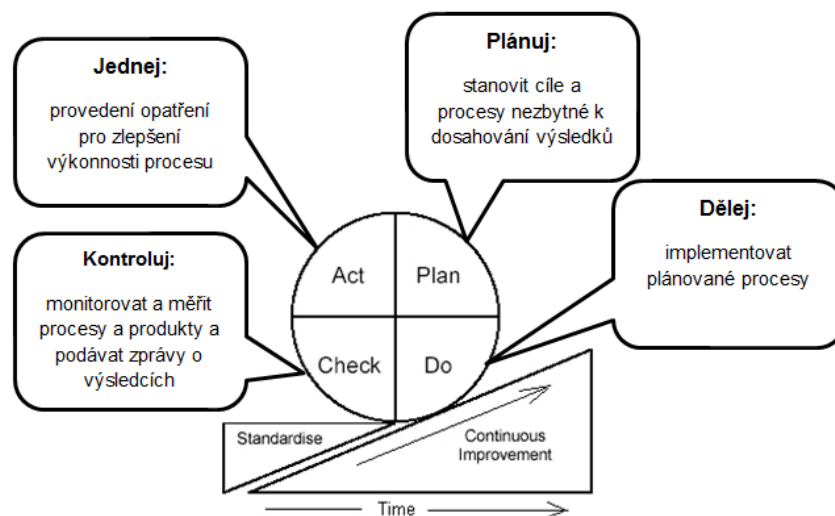 Jednej:
provedení opatření
pro zlepšení
výkonnosti procesu
Plánuj:
stanovit cíle a
procesy nezbytné k
dosahování výsledků
Dělej:
implementovat
plánované procesy
Kontroluj:
monitorovat a měřit
procesy a produkty a
podávat zprávy o
výsledcích
Act
Plan
Check
Do
Standardise
Continuous
Improvement
Time